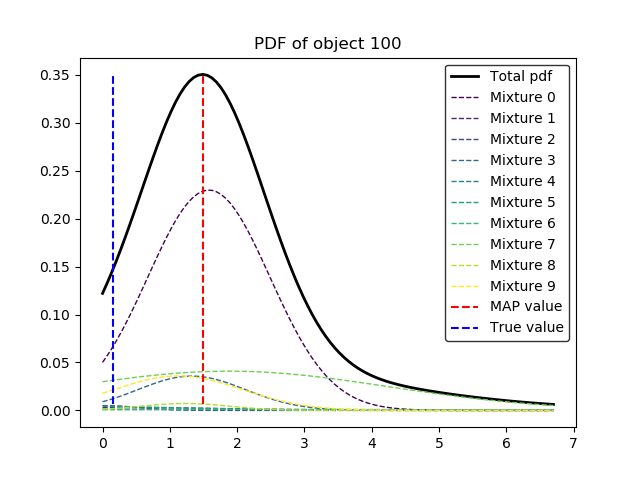 PDF of object 100
0.35
0.30
0.25
0.20
0.15
0.10
0.05
0.00
0 1 2 3 4 5 6 7
Total pdf
Mixture 0
Mixture 1
Mixture 2
Mixture 3
Mixture 4
Mixture 5
Mixture 6
Mixture 7
Mixture 8
Mixture 9
MAP value
True value